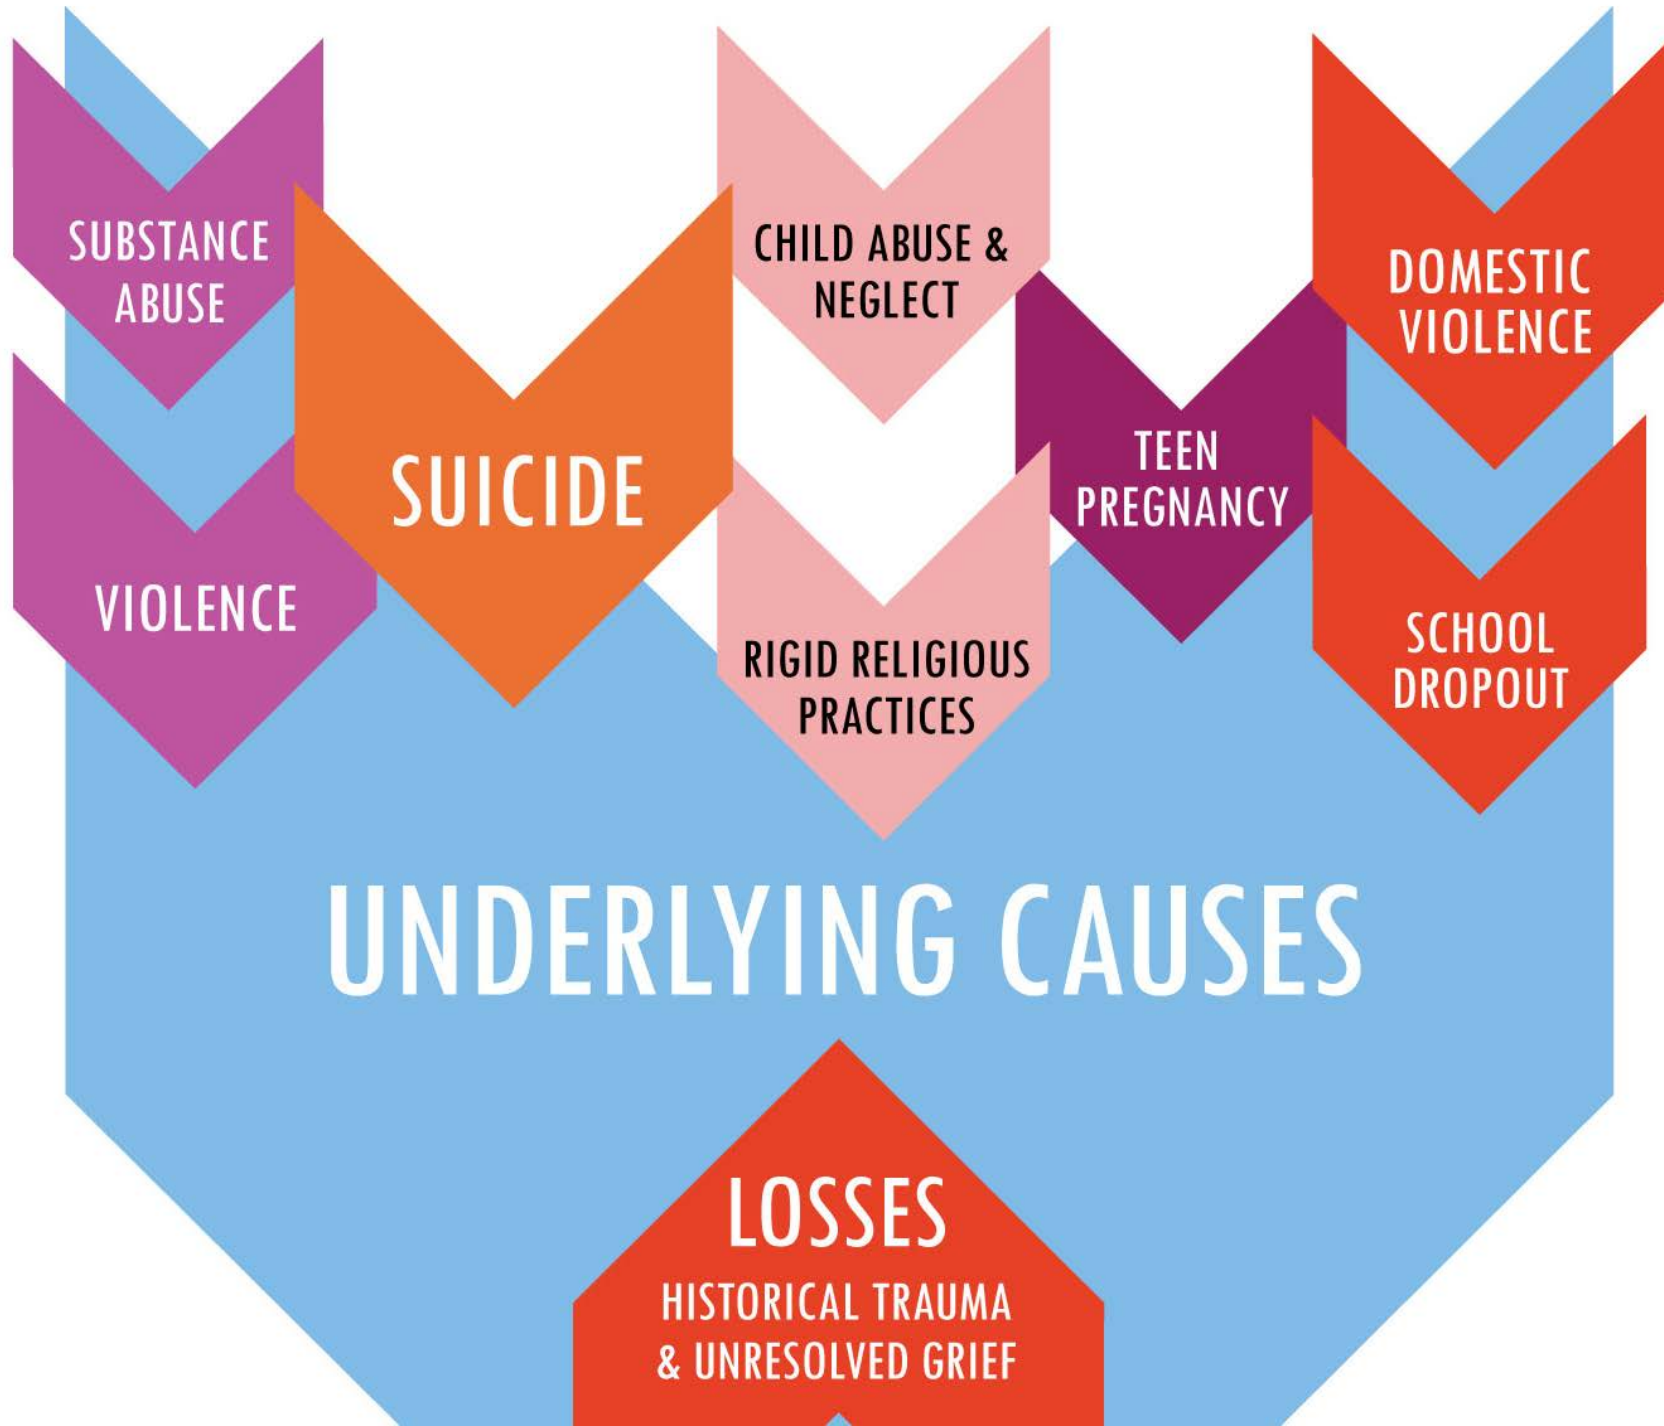 SUBSTANCE
ABUSE
CHILD ABUSE &
NEGLECT
DOMESTIC
VIOLENCE
SUICIDE
TEEN
PREGNANCY
VIOLENCE
RIGID RELIGIOUS
PRACTICES
SCHOOL
DROPOUT
UNDERLYING CAUSES
LOSSES
HISTORICAL TRAUMA
& UNRESOLVED GRIEF